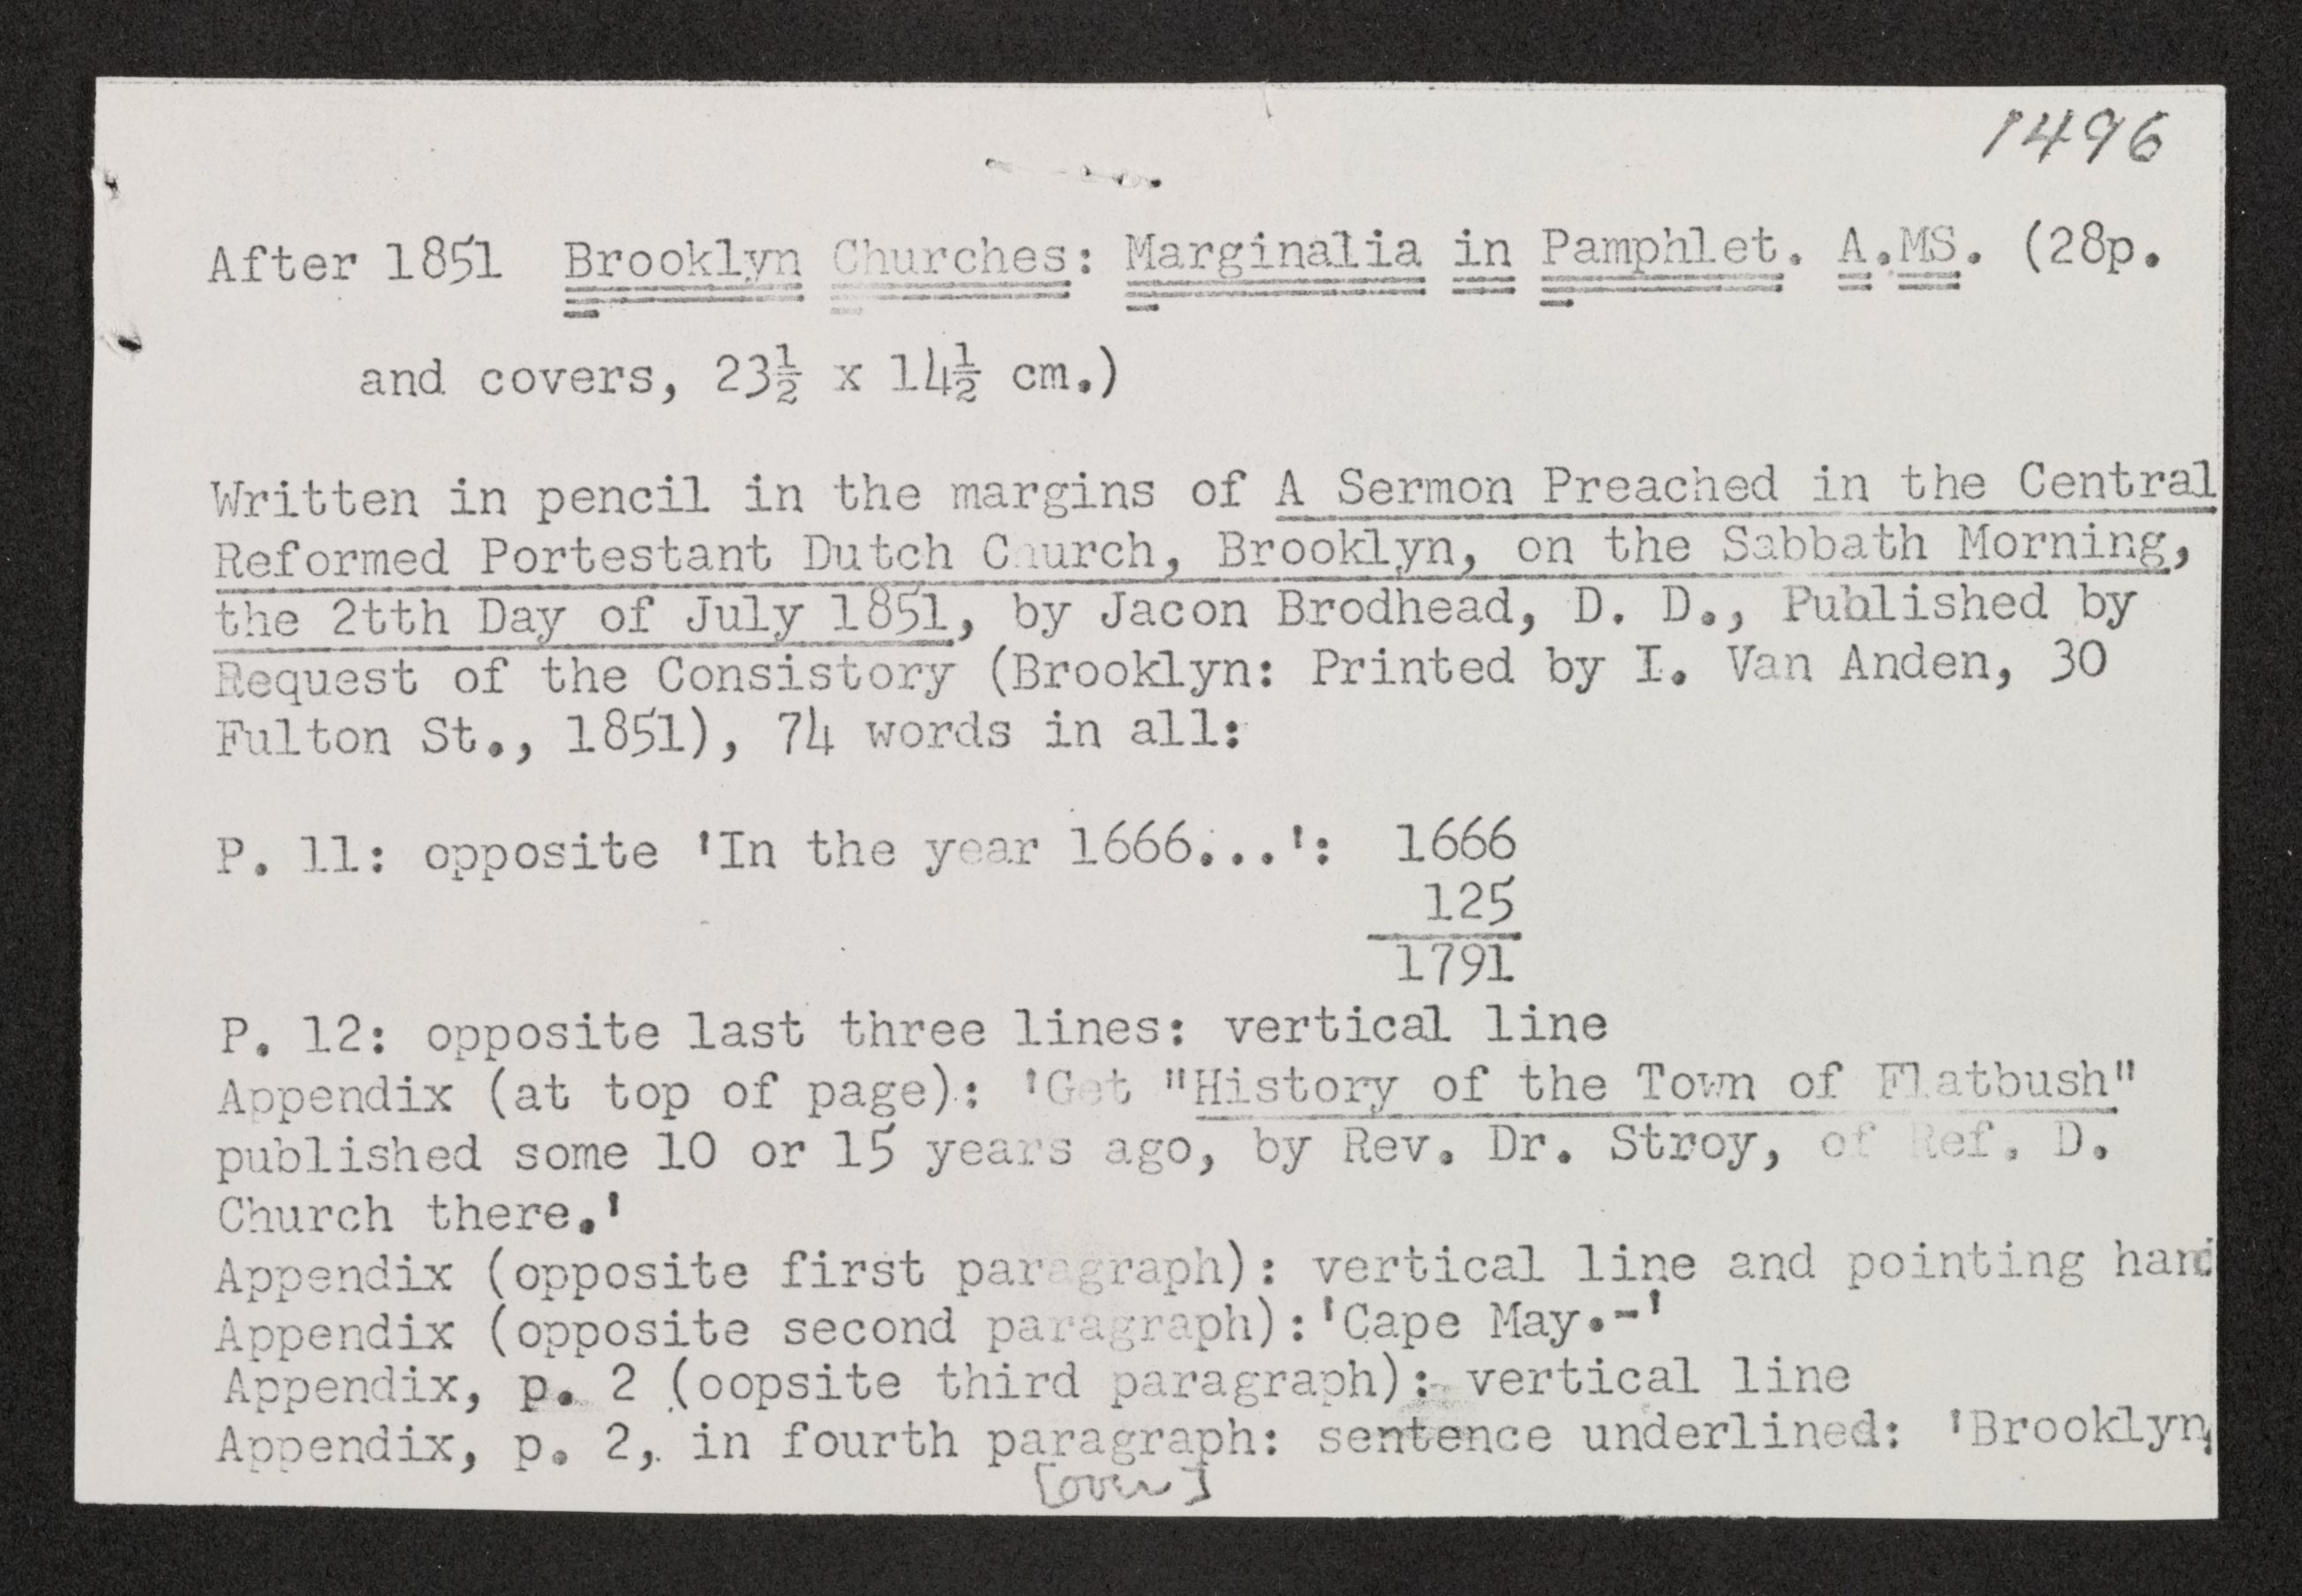 1496
After 1851 Brooklyn Churches: Marginalia in Pamphlet. A.MS. (28p.
and covers, 23½ x 14½ cm.)
Written in pencil in the margins of A Sermon Preached in the Central
Reformed Portestant Dutch Church, Brooklyn, on the Sabbath Morning,
the 2tth Day of July 1851, by Jacon Brodhead, D. D., Published by
Request of the Consistory (Brooklyn: Printed by I. Van Anden, 30
Fulton St., 1851), 74 words in all:
P. 11: opposite 'In the year 1666...': 1666
125
1791
P. 12: opposite last three lines: vertical line
Appendix (at top of page): 'Get "History of the Town of Flatbush"
published some 10 or 15 years ago, by Rev. Dr. Stroy, of Ref. D.
Church there.'
Appendix (opposite first paragraph): vertical line and pointing hand
Appendix (opposite second paragraph):'Cape May.-'
Appendix, p. 2 (oopsite third paragraph): vertical line
Appendix, p. 2, in fourth paragraph: sentence underlined: 'Brooklyn,
[over]